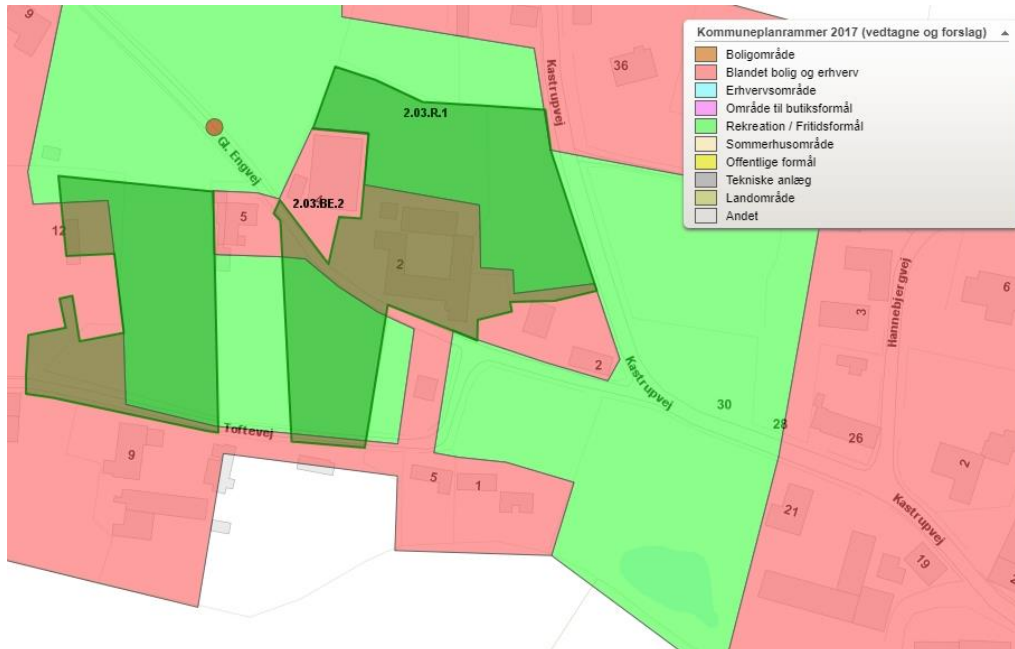 Kommuneplanrammer 2017 (vedtagne og forslag)
Boligområde
Blandet bolig og erhverv
Erhvervsområde
Område til butiksformål
Rekreation / Fritidsformål
Sommerhusområde
Offentlige formål
Tekniske anlæg
Landområde
Andet
9
36
Kastrupvej
2.03.R.1
Gl. Engvej
2.03.BE.2
5
12
2
6
3
Hannebjergvej
2
Kastrupvej
30
28
26
Toftevej
9
5
1
2
21
Kastrupvej
19